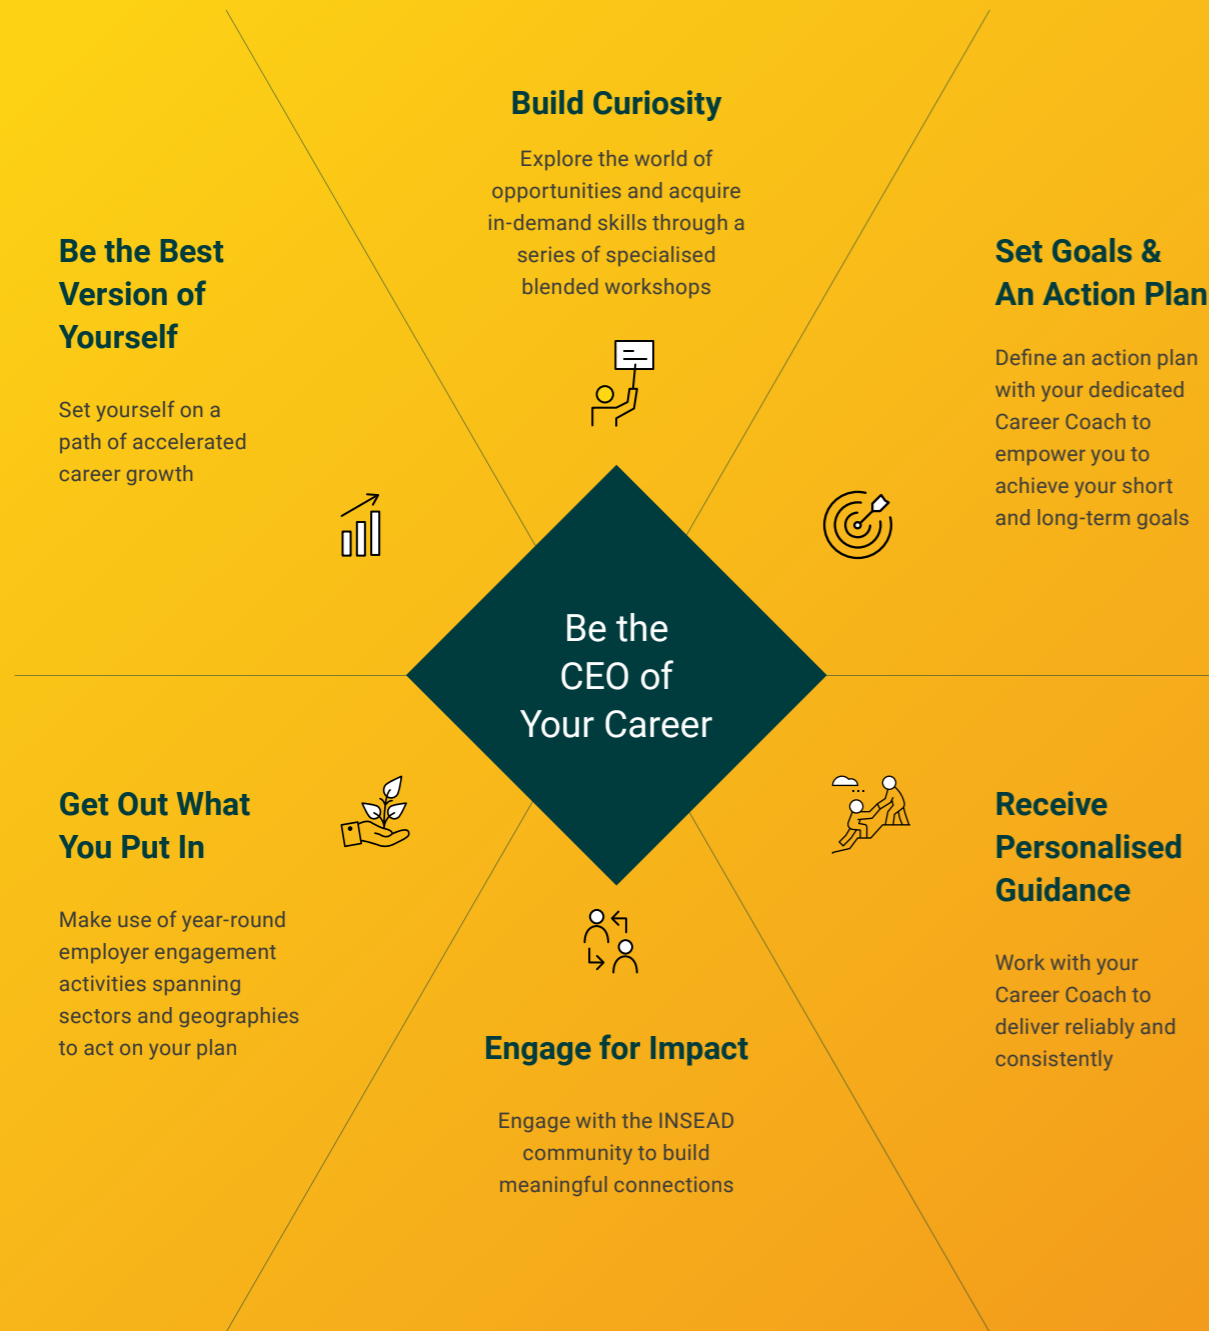 Build Curiosity
Explore the world of
opportunities and acquire
in-demand skills through a
series of specialised
blended workshops
Set Goals &
An Action Plan
Define an action plan
with your dedicated
Career Coach to
empower you to
achieve your short
and long-term goals
Receive
Personalised
Guidance
Work with your
Career Coach to
deliver reliably and
consistently
Engage for Impact
Engage with the INSEAD
community to build
meaningful connections
Get Out What
You Put In
Make use of year-round
employer engagement
activities spanning
sectors and geographies
to act on your plan
Be the Best
Version of
Yourself
Set yourself on a
path of accelerated
career growth
Be the
CEO of
Your Career